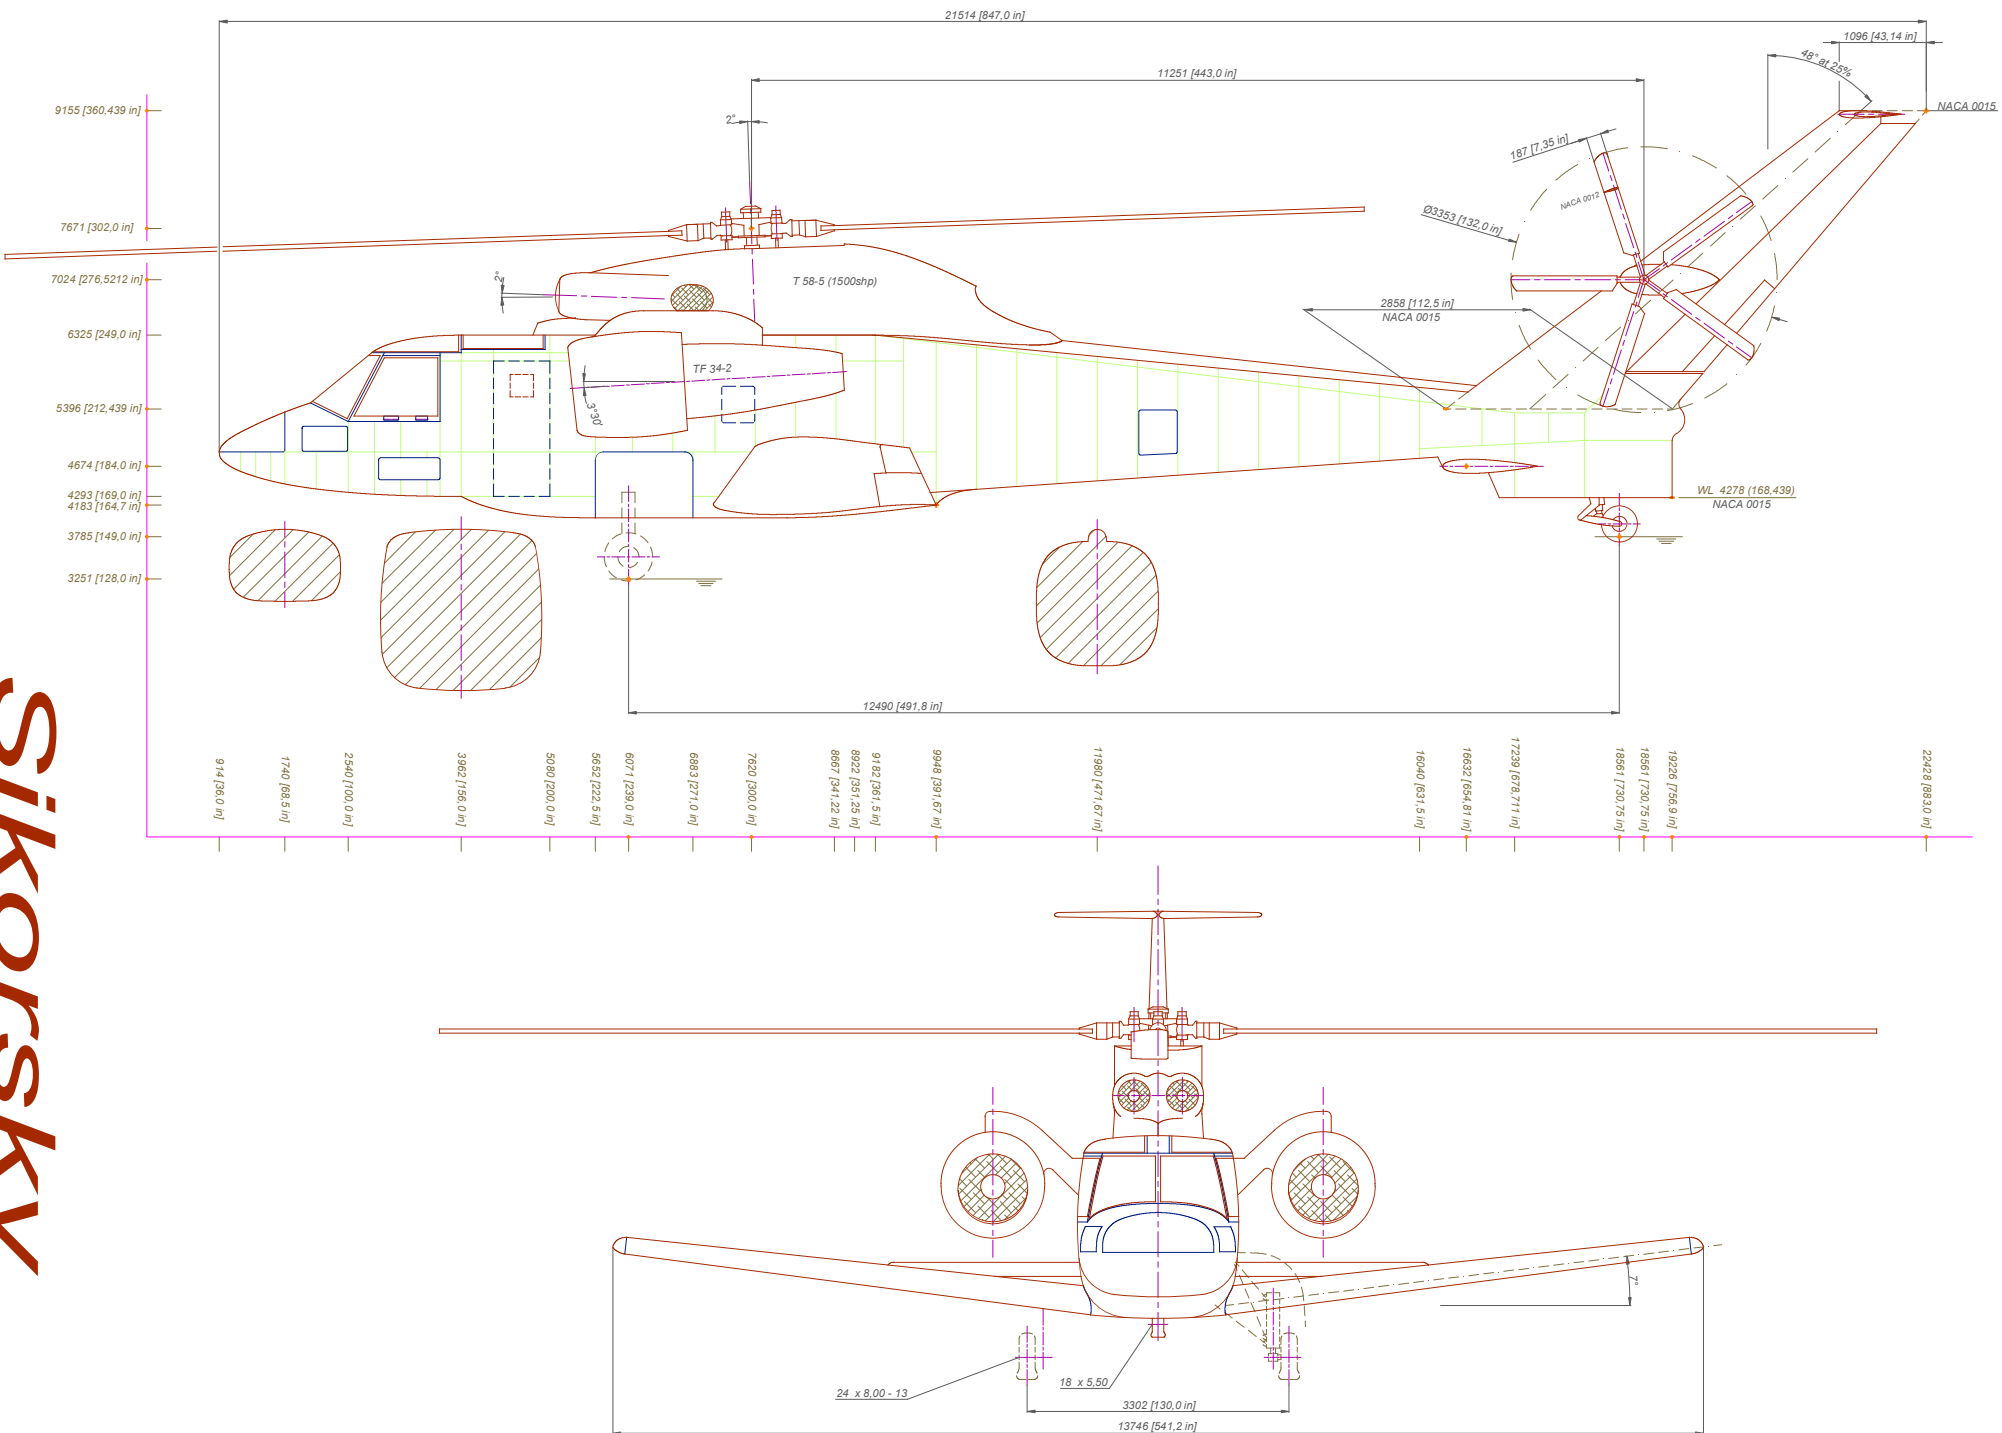 21514 [847,0 in]
1096 [43,14 in]
48° at 25%
11251 [443,0 in]
9155 [360,439 in]
NACA 0015
2°
187 [7,35 in]
NACA 0012
Ø3353 [132,0 in]
7671 [302,0 in]
7024 [276,5212 in]
2°
T 58-5 (1500shp)
2858 [112,5 in]
NACA 0015
6325 [249,0 in]
TF 34-2
3°30'
5396 [212,439 in]
4674 [184,0 in]
4293 [169,0 in]
4183 [164,7 in]
WL 4278 (168,439)
NACA 0015
3785 [149,0 in]
3251 [128,0 in]
12490 [491,8 in]
914 [36,0 in]
1740 [68,5 in]
2540 [100,0 in]
3962 [156,0 in]
5080 [200,0 in]
5652 [222,5 in]
6071 [239,0 in]
6883 [271,0 in]
7620 [300,0 in]
8667 [341,22 in]
8922 [351,25 in]
9182 [361,5 in]
9948 [391,67 in]
11980 [471,67 in]
16040 [631,5 in]
16632 [654,81 in]
17239 [678,711 in]
18561 [730,75 in]
18561 [730,75 in]
19226 [756,9 in]
22428 [883,0 in]
Sikorsky
7°
24 x 8,00 - 13
18 x 5,50
3302 [130,0 in]
13746 [541,2 in]